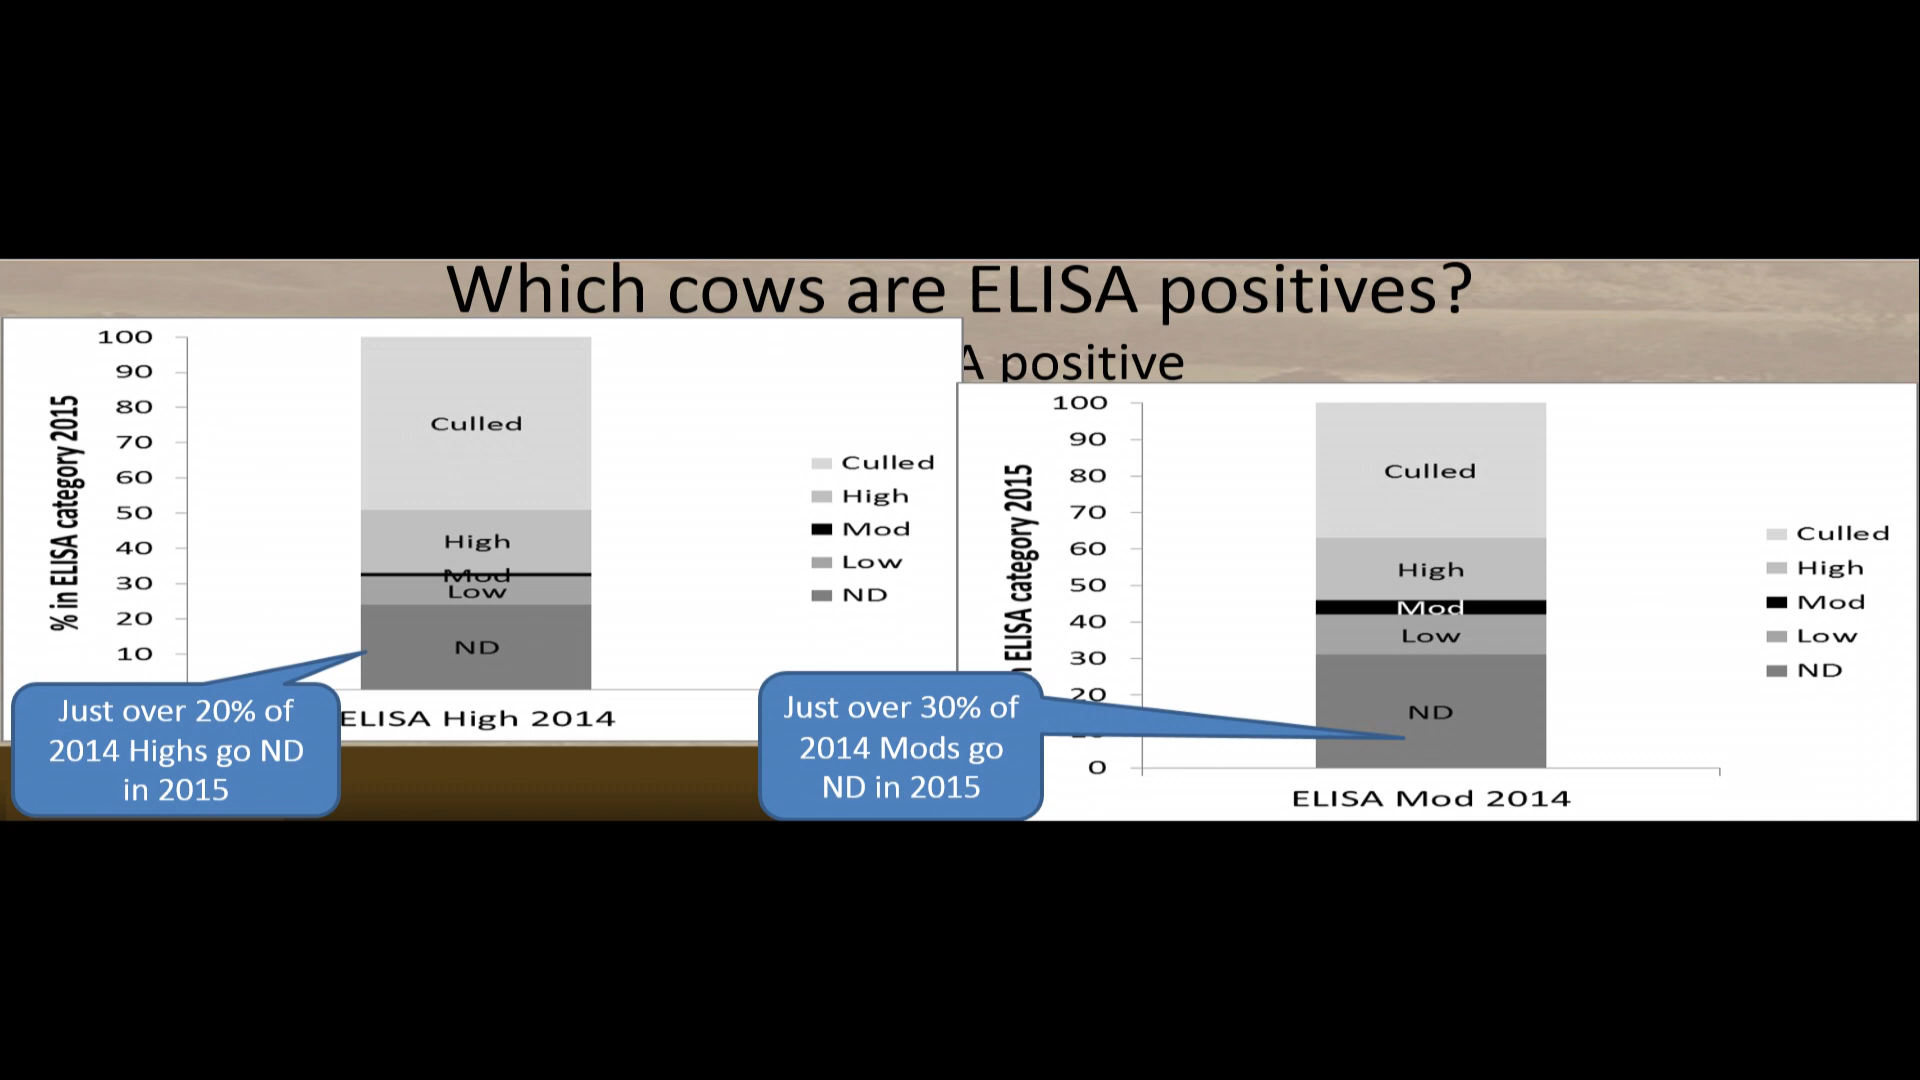 Which cows are ELISA positives?
A positive
% in ELISA category 2015
100
90
80
70
60
50
40
30
20
10
Culled
High
Mod
Low
ND
Culled
High
Mod
Low
ND
ELISA High 2014
Just over 20% of
2014 Highs go ND
in 2015
ELISA category 2015
100
90
80
70
60
50
40
30
20
0
Culled
High
Mod
Low
ND
Culled
High
Mod
Low
ND
ELISA Mod 2014
Just over 30% of
2014 Mods go
ND in 2015